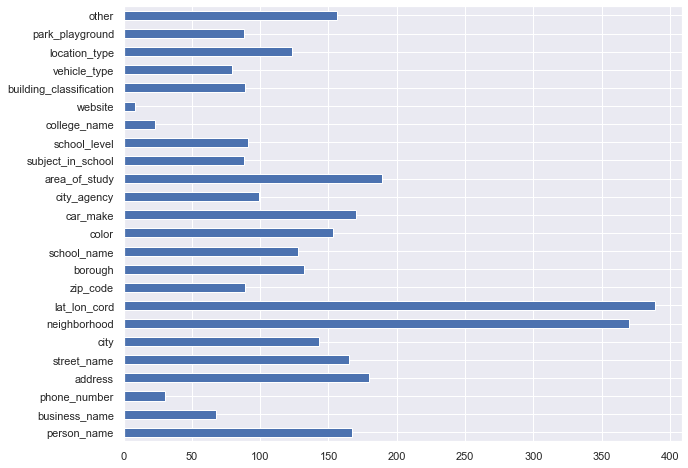 other
park_playground
location_type
vehicle_type
building_classification
website
college_name
school_level
subject_in_school
area_of_study
city_agency
car_make
color
school_name
borough
zip_code
lat_lon_cord
neighborhood
city
street_name
address
phone_number
business_name
person_name
0 50 100 150 200 250 300 350 400